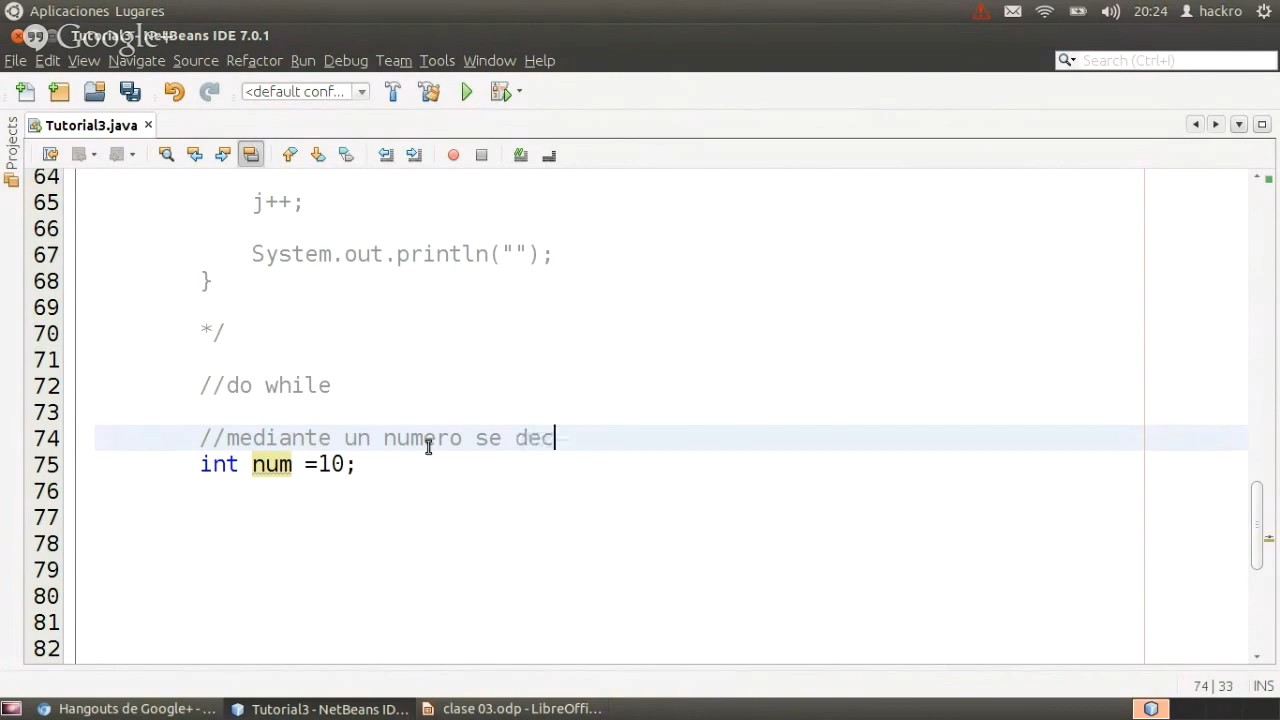 Aplicaciones Lugares
20:24
hackro
Google+
Tutorial3 - NetBeans IDE 7.0.1
File Edit View Navigate Source Refactor Run Debug Team Tools Window Help
Search (Ctrl+I)
<default conf...
Projects
Tutorial3.java
64
65 j++;
66
67 System.out.println("");
68 }
69
70 */
71
72 //do while
73
74 //mediante un numero se dec
75 int num =10;
76
77
78
79
80
81
82
74 | 33 INS
Hangouts de Google+ - ...
Tutorial3 - NetBeans ID...
clase 03.odp - LibreOffi...